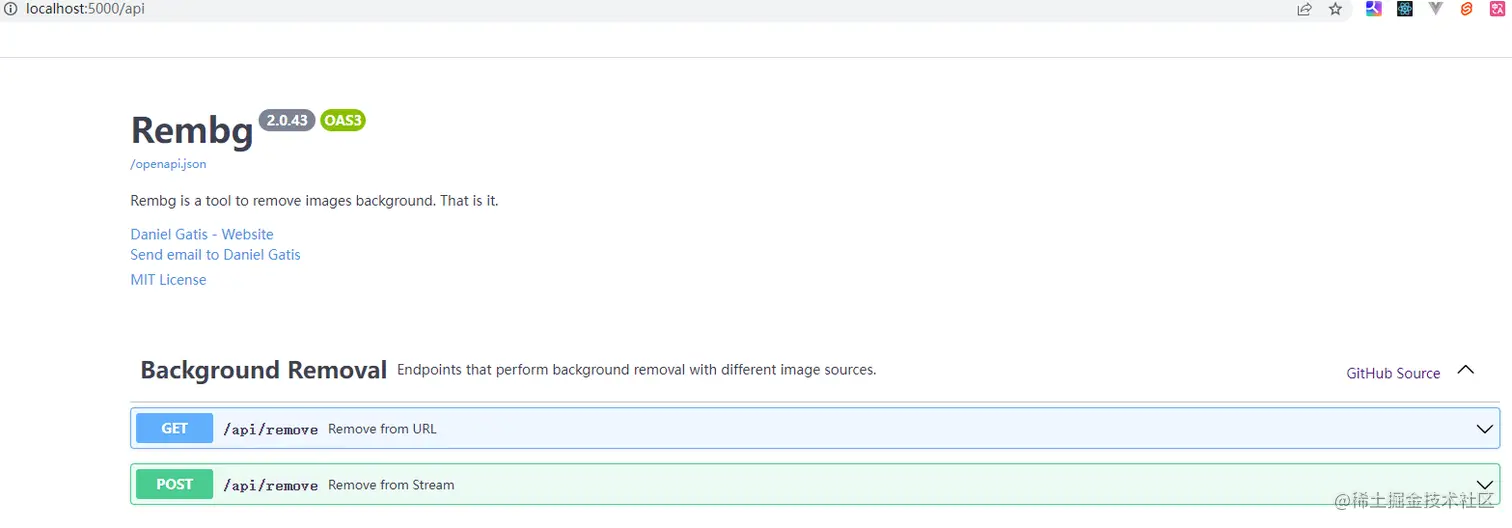 localhost:5000/api
Rembg 2.0.43 OAS3
/openapi.json
Rembg is a tool to remove images background. That is it.
Daniel Gatis - Website
Send email to Daniel Gatis
MIT License
Background Removal Endpoints that perform background removal with different image sources. GitHub Source
GET /api/remove Remove from URL
POST /api/remove Remove from Stream
@稀土掘金技术社区